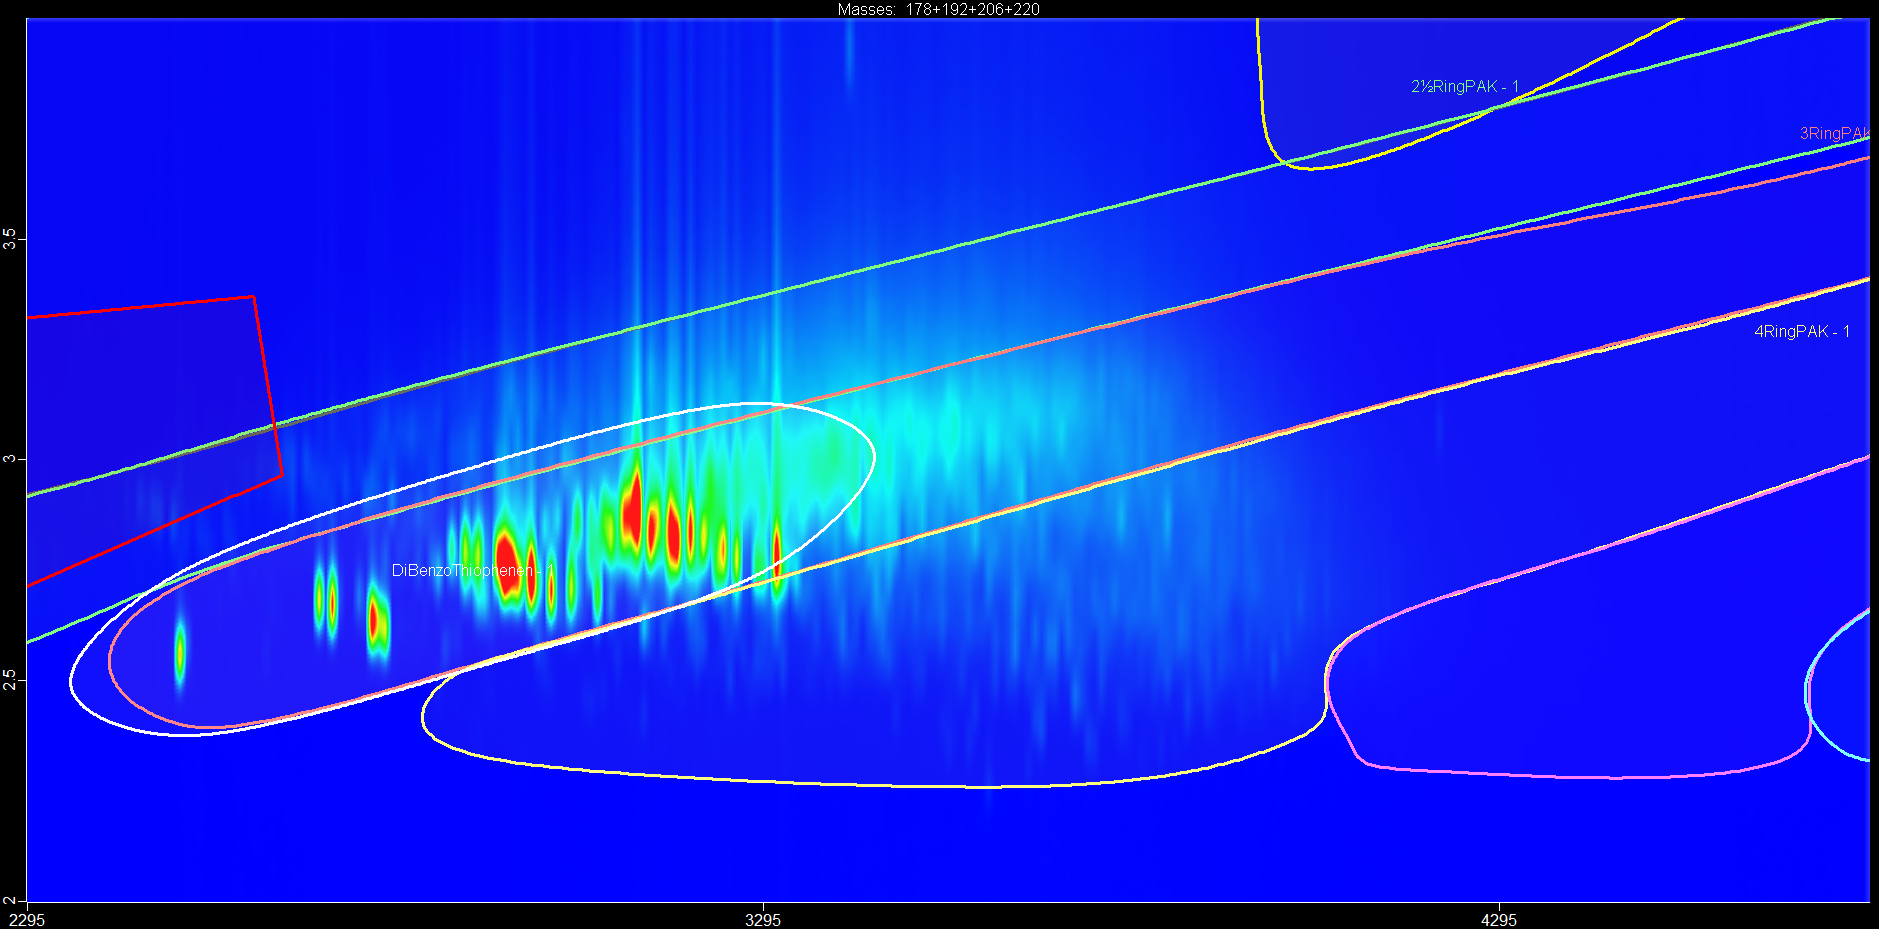 Masses: 178+192+206+220
2½RingPAK - 1
3RingPAK
3.5
4RingPAK - 1
3
DiBenzoThiophenen - 1
2.5
2
2295 3295 4295